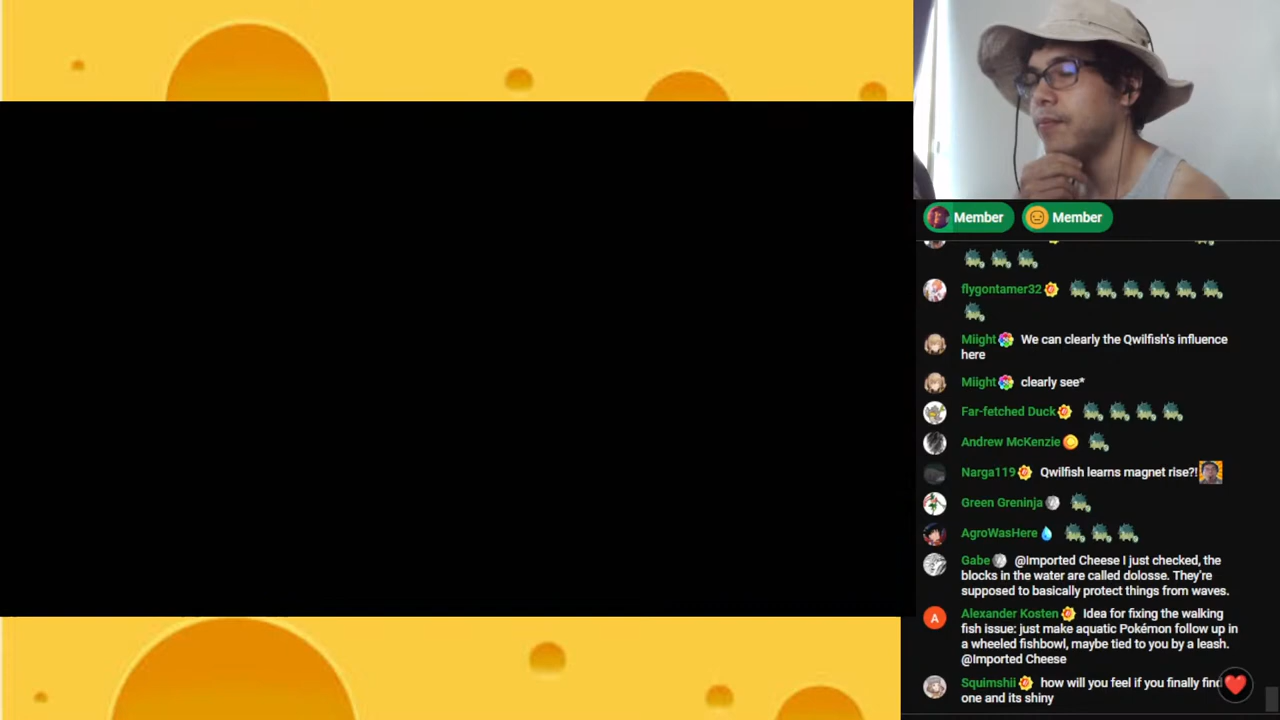 Member Member
flygontamer32
Miight We can clearly the Qwilfish's influence
here
Miight clearly see*
Far-fetched Duck
Andrew McKenzie
Narga119 Qwilfish learns magnet rise?!
Green Greninja
AgroWasHere
Gabe @Imported Cheese I just checked, the
blocks in the water are called dolosse. They're
supposed to basically protect things from waves.
A Alexander Kosten Idea for fixing the walking
fish issue: just make aquatic Pokémon follow up in
a wheeled fishbowl, maybe tied to you by a leash.
@Imported Cheese
Squimshii how will you feel if you finally find
one and its shiny